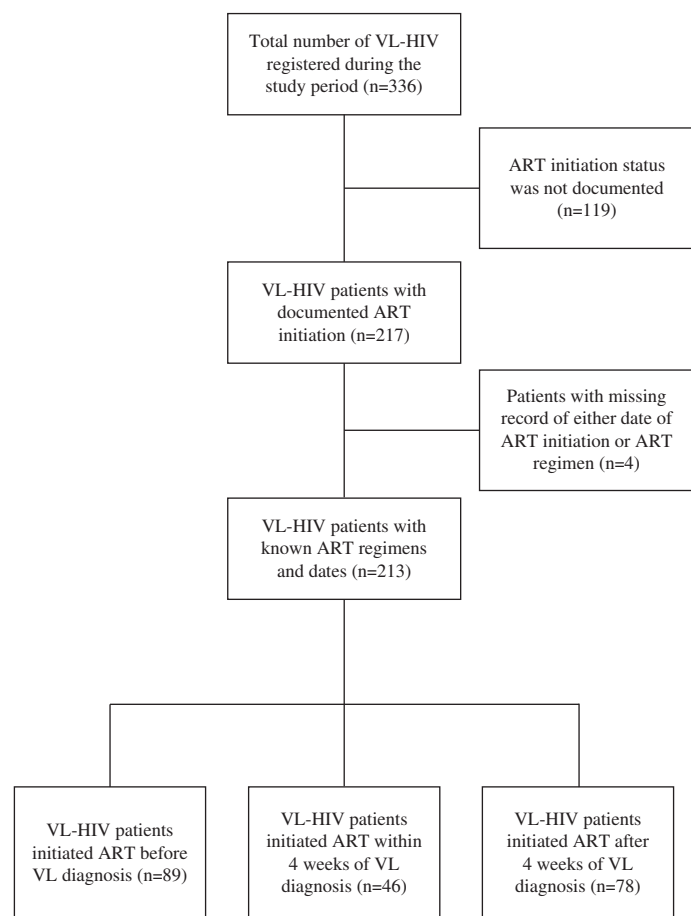 Total number of VL-HIV
registered during the
study period (n=336)
ART initiation status
was not documented
(n=119)
VL-HIV patients with
documented ART
initiation (n=217)
Patients with missing
record of either date of
ART initiation or ART
regimen (n=4)
VL-HIV patients with
known ART regimens
and dates (n=213)
VL-HIV patients
initiated ART before
VL diagnosis (n=89)
VL-HIV patients
initiated ART within
4 weeks of VL
diagnosis (n=46)
VL-HIV patients
initiated ART after
4 weeks of VL
diagnosis (n=78)